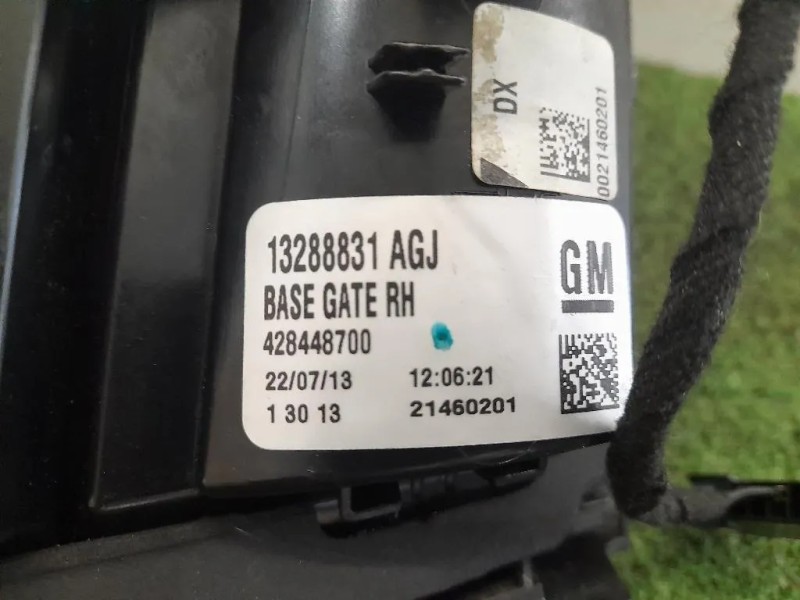 DX
0021460201
13288831 AGJ
GM
BASE GATE RH
428448700
22/07/13 12:06:21
1 30 13 21460201